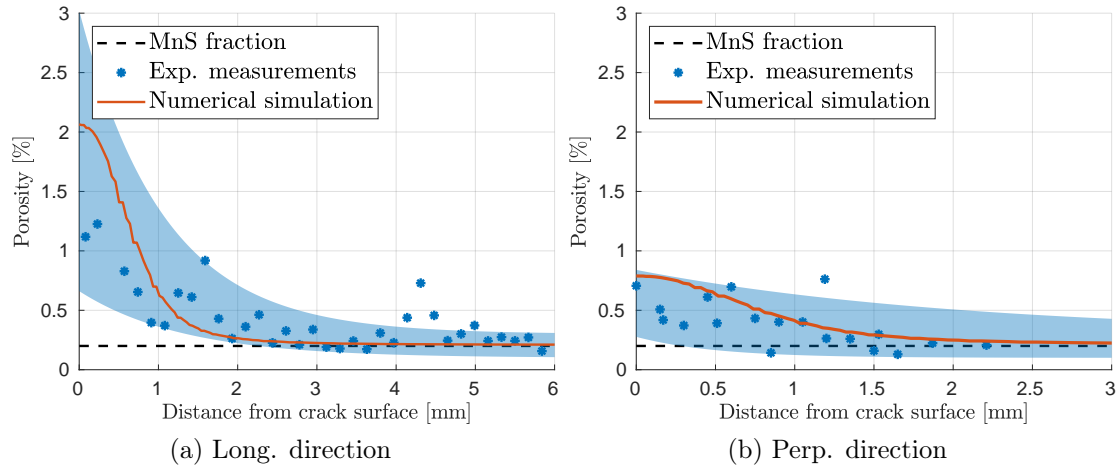 3
2.5
2
1.5
1
0.5
0
Porosity [%]
MnS fraction
Exp. measurements
Numerical simulation
0 1 2 3 4 5 6
Distance from crack surface [mm]
(a) Long. direction
3
2.5
2
1.5
1
0.5
0
Porosity [%]
MnS fraction
Exp. measurements
Numerical simulation
0 0.5 1 1.5 2 2.5 3
Distance from crack surface [mm]
(b) Perp. direction